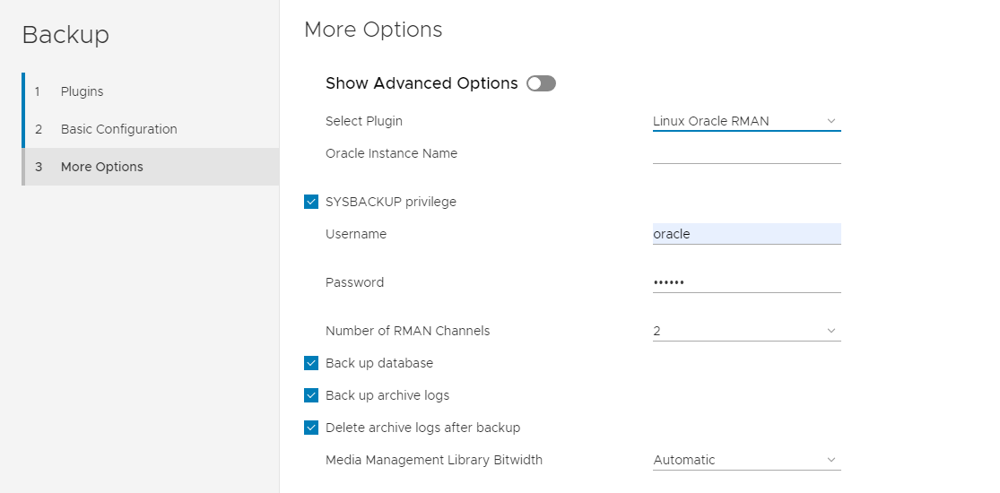 Backup
1 Plugins
2 Basic Configuration
3 More Options
More Options
Show Advanced Options
Select Plugin Linux Oracle RMAN
Oracle Instance Name
SYSBACKUP privilege
Username oracle
Password ••••••
Number of RMAN Channels 2
Back up database
Back up archive logs
Delete archive logs after backup
Media Management Library Bitwidth Automatic